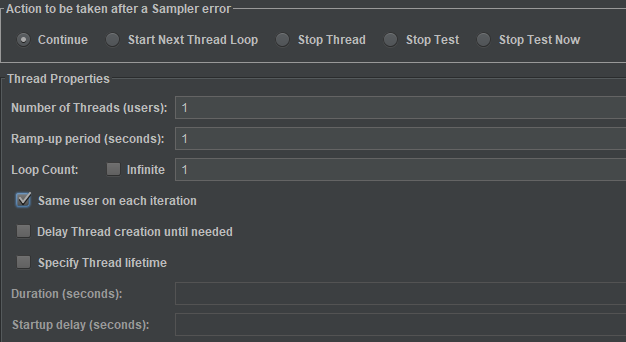 Action to be taken after a Sampler error
Continue Start Next Thread Loop Stop Thread Stop Test Stop Test Now
Thread Properties
Number of Threads (users): 1
Ramp-up period (seconds): 1
Loop Count: Infinite 1
Same user on each iteration
Delay Thread creation until needed
Specify Thread lifetime
Duration (seconds):
Startup delay (seconds):